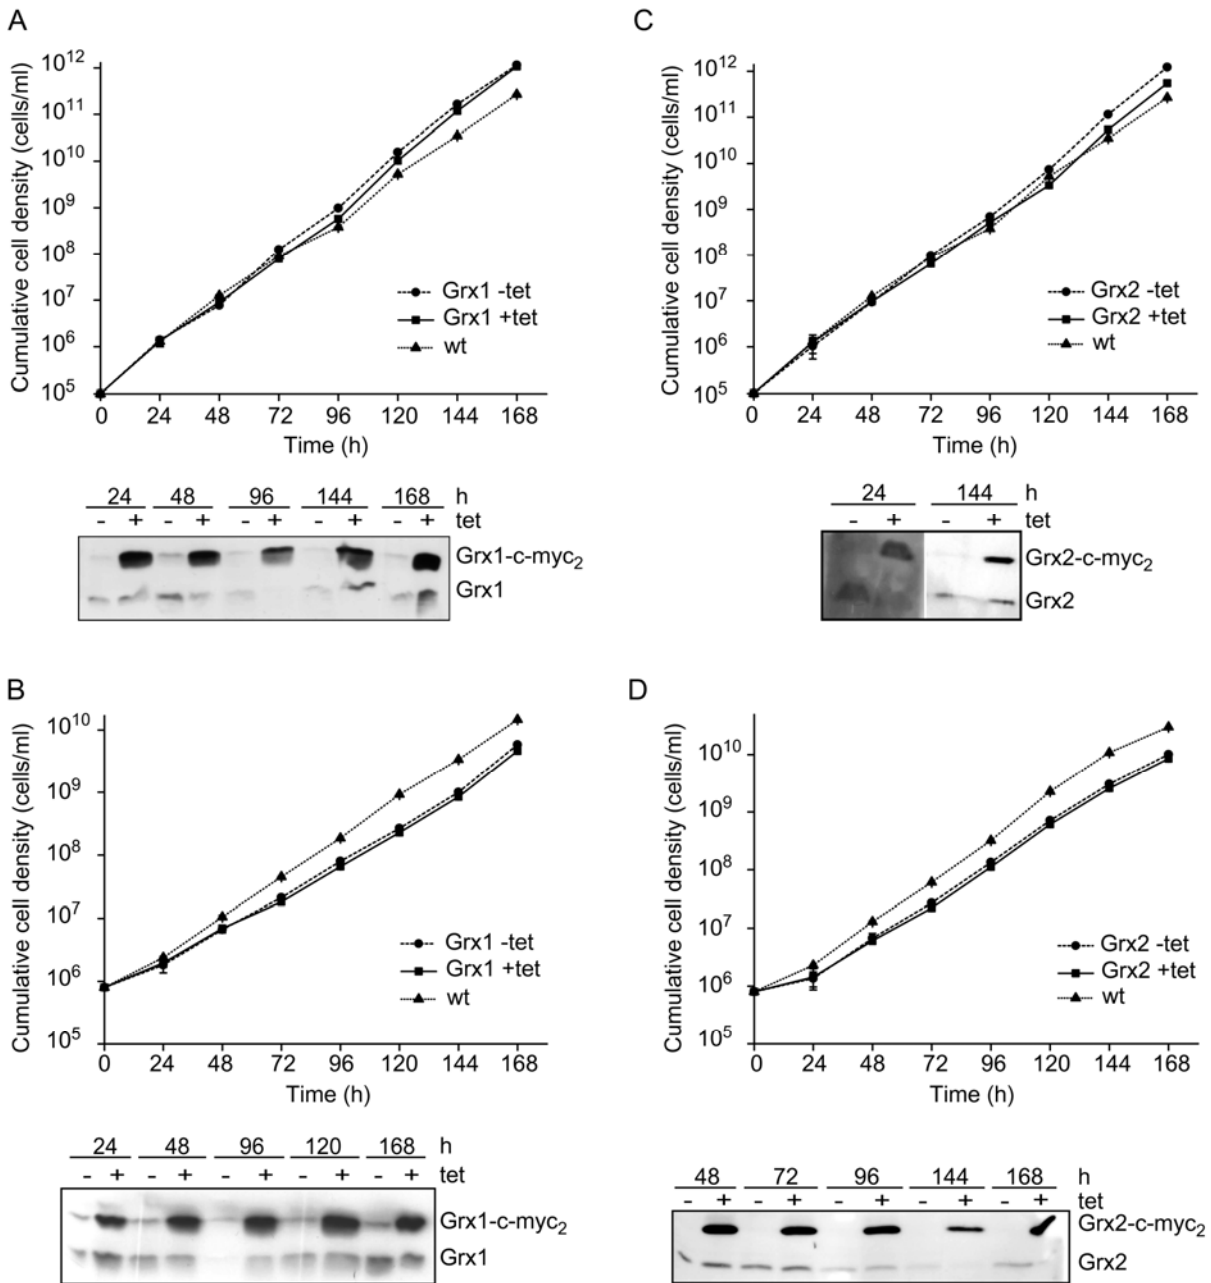 A
Cumulative cell density (cells/ml)
10^12
10^11
10^10
10^9
10^8
10^7
10^6
10^5
0 24 48 72 96 120 144 168
Time (h)
Grx1 -tet
Grx1 +tet
wt
24 48 96 144 168 h
- + - + - + - + - + tet
Grx1-c-myc₂
Grx1
B
Cumulative cell density (cells/ml)
10^10
10^9
10^8
10^7
10^6
10^5
0 24 48 72 96 120 144 168
Time (h)
Grx1 -tet
Grx1 +tet
wt
24 48 96 120 168 h
- + - + - + - + - + tet
Grx1-c-myc₂
Grx1
C
Cumulative cell density (cells/ml)
10^12
10^11
10^10
10^9
10^8
10^7
10^6
10^5
0 24 48 72 96 120 144 168
Time (h)
Grx2 -tet
Grx2 +tet
wt
24 144 h
- + - + tet
Grx2-c-myc₂
Grx2
D
Cumulative cell density (cells/ml)
10^10
10^9
10^8
10^7
10^6
10^5
0 24 48 72 96 120 144 168
Time (h)
Grx2 -tet
Grx2 +tet
wt
48 72 96 144 168 h
- + - + - + - + - + tet
Grx2-c-myc₂
Grx2